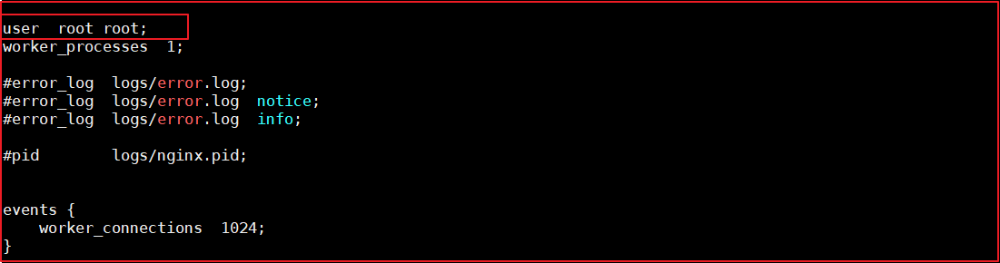 user  root root;
worker_processes  1;
#error_log  logs/error.log;
#error_log  logs/error.log  notice;
#error_log  logs/error.log  info;
#pid        logs/nginx.pid;
events {
    worker_connections  1024;
}